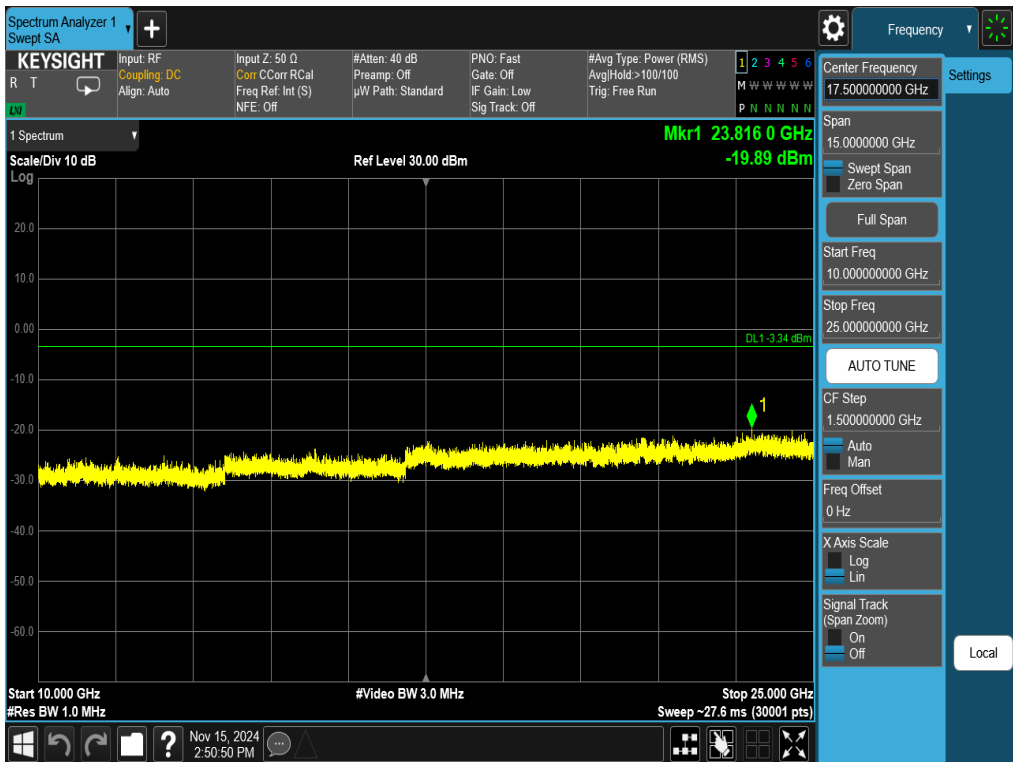 Spectrum Analyzer 1
Swept SA
+
Frequency
KEYSIGHT
R T
LXI
Input: RF
Coupling: DC
Align: Auto
Input Z: 50 Ω
Corr CCorr RCal
Freq Ref: Int (S)
NFE: Off
#Atten: 40 dB
Preamp: Off
µW Path: Standard
PNO: Fast
Gate: Off
IF Gain: Low
Sig Track: Off
#Avg Type: Power (RMS)
Avg|Hold:>100/100
Trig: Free Run
1 2 3 4 5 6
M W W W W W
P N N N N N
1 Spectrum
Scale/Div 10 dB
Ref Level 30.00 dBm
Mkr1 23.816 0 GHz
-19.89 dBm
Log
20.0
10.0
0.00
-10.0
-20.0
-30.0
-40.0
-50.0
-60.0
DL1 -3.34 dBm
1
Start 10.000 GHz
#Video BW 3.0 MHz
Stop 25.000 GHz
#Res BW 1.0 MHz
Sweep ~27.6 ms (30001 pts)
Nov 15, 2024
2:50:50 PM
Center Frequency
17.500000000 GHz
Settings
Span
15.0000000 GHz
Swept Span
Zero Span
Full Span
Start Freq
10.000000000 GHz
Stop Freq
25.000000000 GHz
AUTO TUNE
CF Step
1.500000000 GHz
Auto
Man
Freq Offset
0 Hz
X Axis Scale
Log
Lin
Signal Track
(Span Zoom)
On
Off
Local